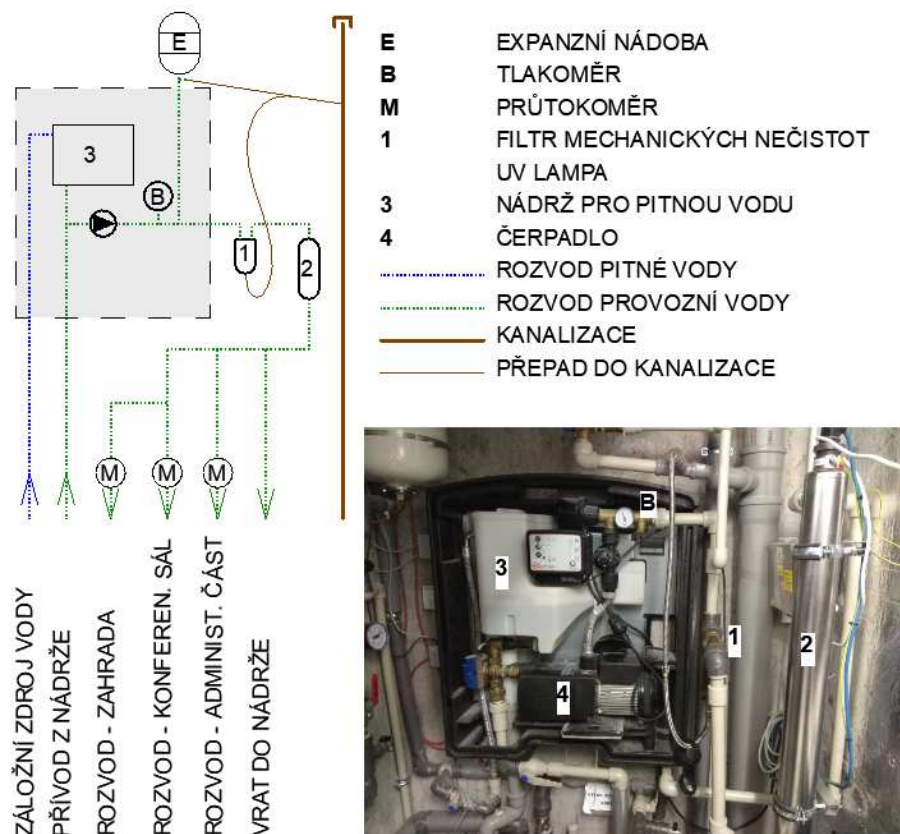 E
3
B
1
2
M
M
M
E EXPANZNÍ NÁDOBA
B TLAKOMĚR
M PRŮTOKOMĚR
1 FILTR MECHANICKÝCH NEČISTOT
UV LAMPA
3 NÁDRŽ PRO PITNOU VODU
4 ČERPADLO
ROZVOD PITNÉ VODY
ROZVOD PROVOZNÍ VODY
KANALIZACE
PŘEPAD DO KANALIZACE
ZÁLOŽNÍ ZDROJ VODY
PŘÍVOD Z NÁDRŽE
ROZVOD - ZAHRADA
ROZVOD - KONFEREN. SÁL
ROZVOD - ADMINIST. ČÁST
VRAT DO NÁDRŽE
B
3
1
2
4